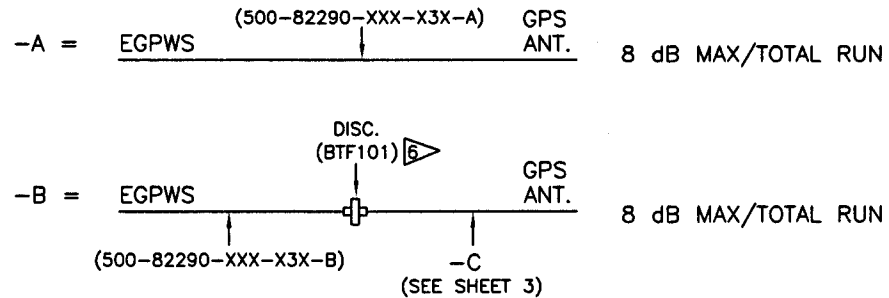 (500-82290-XXX-X3X-A)
GPS
-A = EGPWS ANT. 8 dB MAX/TOTAL RUN
DISC.
(BTF101) 6
GPS
-B = EGPWS ANT. 8 dB MAX/TOTAL RUN
(500-82290-XXX-X3X-B) -C
(SEE SHEET 3)